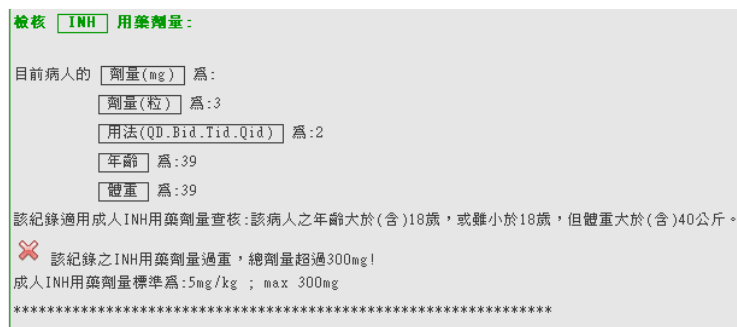 檢核 INH 用藥劑量:
目前病人的 劑量(mg) 為:
劑量(粒) 為:3
用法(QD.Bid.Tid.Qid) 為:2
年齡 為:39
體重 為:39
該紀錄適用成人INH用藥劑量查核:該病人之年齡大於(含)18歲，或雖小於18歲，但體重大於(含)40公斤。
該紀錄之INH用藥劑量過重，總劑量超過300mg!
成人INH用藥劑量標準為:5mg/kg ; max 300mg
****************************************************************